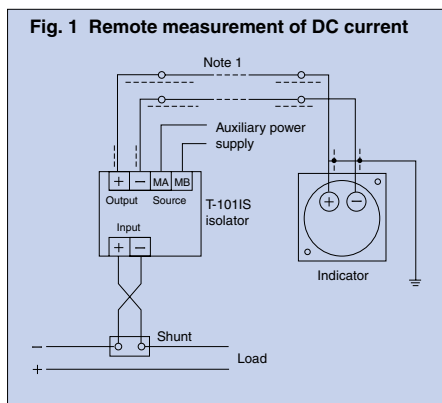 Fig. 1 Remote measurement of DC current
Note 1
Auxiliary power
supply
+ − MA MB
Output Source
T-101IS
isolator
Input
+ −
+ −
Indicator
Shunt
−
Load
+